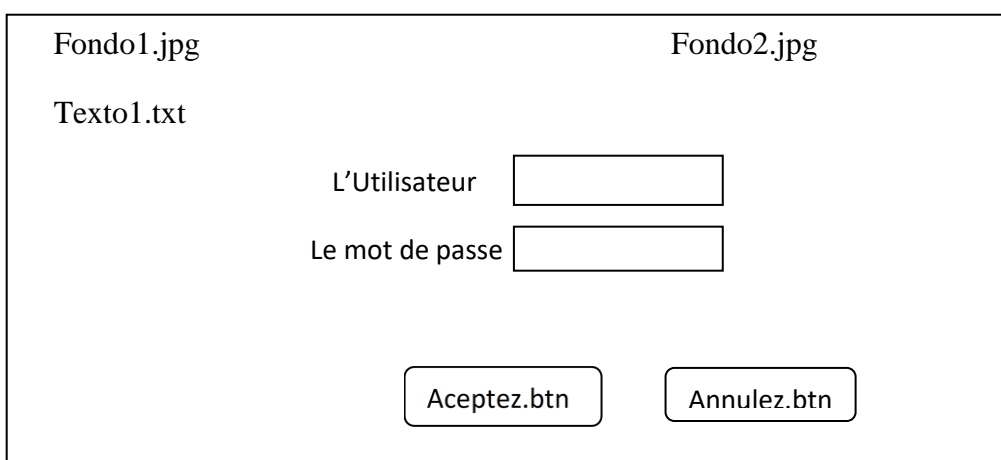 Fondo1.jpg Fondo2.jpg
Texto1.txt
L’Utilisateur
Le mot de passe
Aceptez.btn Annulez.btn